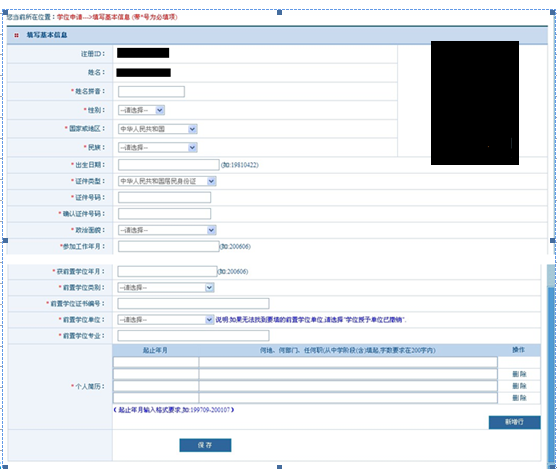 您当前所在位置：学位申请--->填写基本信息 (带*号为必填项)
填写基本信息
注册ID：
姓名：
*姓名拼音：
*性别： --请选择--
*国家或地区： 中华人民共和国
*民族： --请选择--
*出生日期： (如:19810422)
*证件类型： 中华人民共和国居民身份证
*证件号码：
*确认证件号码：
*政治面貌： --请选择--
*参加工作年月： (如:200606)
*获前置学位年月： (如:200606)
*前置学位类别： --请选择--
*前置学位证书编号：
*前置学位单位： --请选择-- 说明:如果无法找到要填的前置学位单位,请选择"学位授予单位已撤销".
*前置学位专业：
起止年月 何地、何部门、任何职(从中学阶段(含)填起,字数要求在200字内) 操作
*个人简历：
删 除
删 除
删 除
( 起止年月输入格式要求,如:199709-200107 )
新增行
保 存